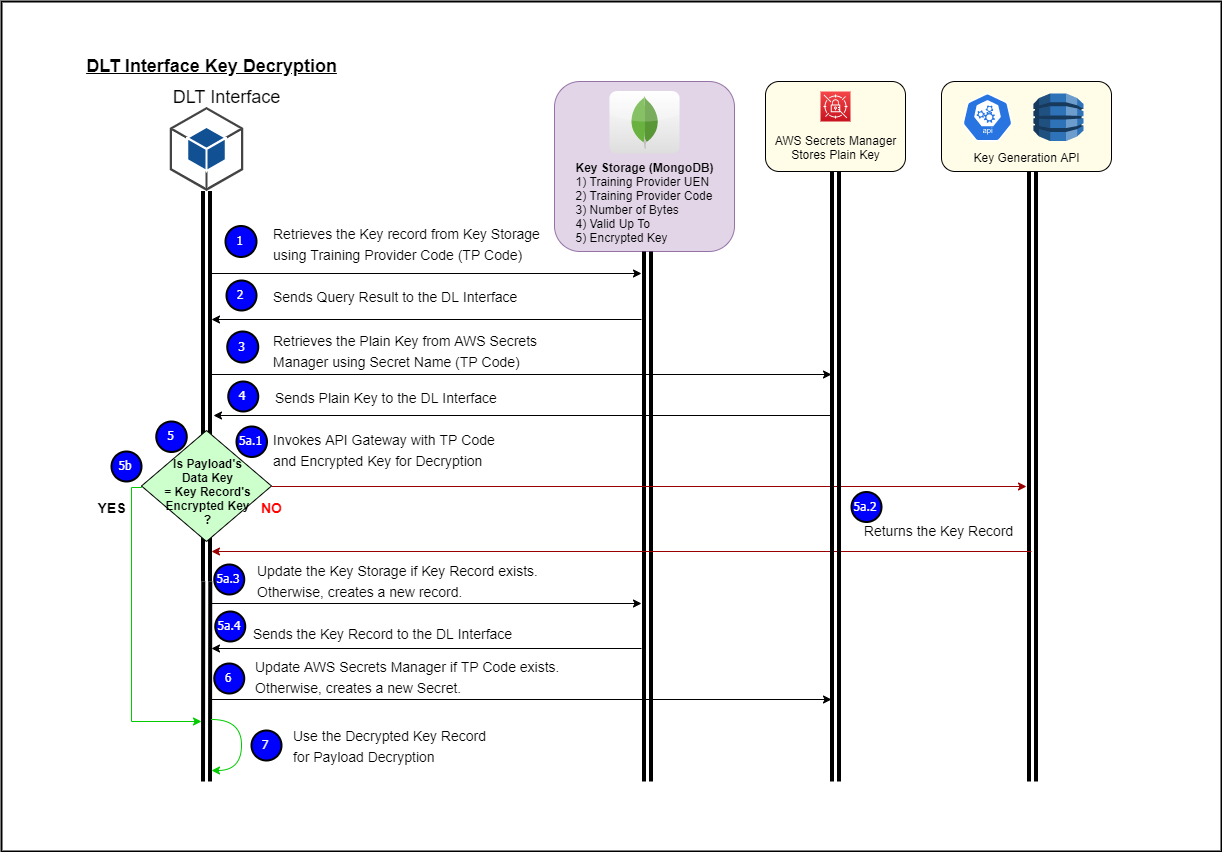 DLT Interface Key Decryption
DLT Interface
Key Storage (MongoDB)
1) Training Provider UEN
2) Training Provider Code
3) Number of Bytes
4) Valid Up To
5) Encrypted Key
AWS Secrets Manager
Stores Plain Key
api
Key Generation API
1
Retrieves the Key record from Key Storage
using Training Provider Code (TP Code)
2
Sends Query Result to the DL Interface
3
Retrieves the Plain Key from AWS Secrets
Manager using Secret Name (TP Code)
4
Sends Plain Key to the DL Interface
5
5a.1
Invokes API Gateway with TP Code
and Encrypted Key for Decryption
5b
Is Payload's
Data Key
= Key Record's
Encrypted Key
?
YES
NO
5a.2
Returns the Key Record
5a.3
Update the Key Storage if Key Record exists.
Otherwise, creates a new record.
5a.4
Sends the Key Record to the DL Interface
6
Update AWS Secrets Manager if TP Code exists.
Otherwise, creates a new Secret.
7
Use the Decrypted Key Record
for Payload Decryption